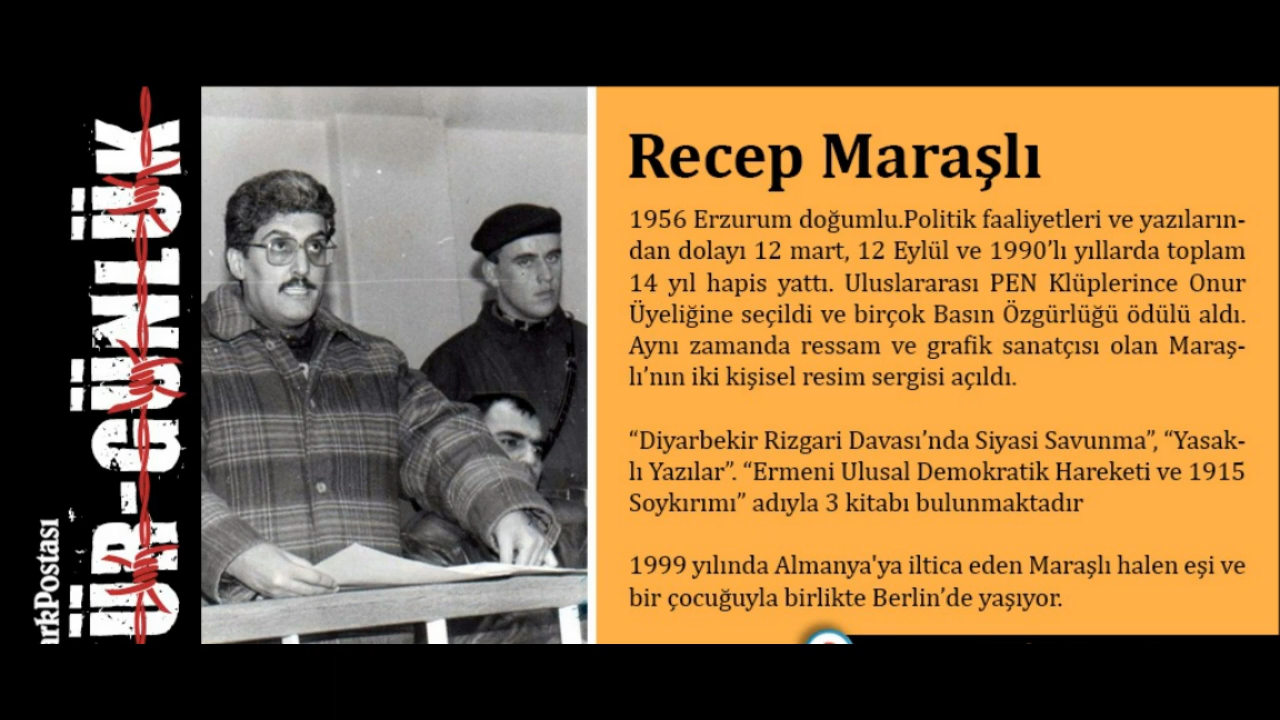 ÜR-GÜNLÜK
Recep Maraşlı
1956 Erzurum doğumlu.Politik faaliyetleri ve yazıların-
dan dolayı 12 mart, 12 Eylül ve 1990’lı yıllarda toplam
14 yıl hapis yattı. Uluslararası PEN Klüplerince Onur
Üyeliğine seçildi ve birçok Basın Özgürlüğü ödülü aldı.
Aynı zamanda ressam ve grafik sanatçısı olan Maraş-
lı’nın iki kişisel resim sergisi açıldı.
“Diyarbekir Rizgari Davası’nda Siyasi Savunma”, “Yasak-
lı Yazılar”. “Ermeni Ulusal Demokratik Hareketi ve 1915
Soykırımı” adıyla 3 kitabı bulunmaktadır
1999 yılında Almanya'ya iltica eden Maraşlı halen eşi ve
bir çocuğuyla birlikte Berlin’de yaşıyor.